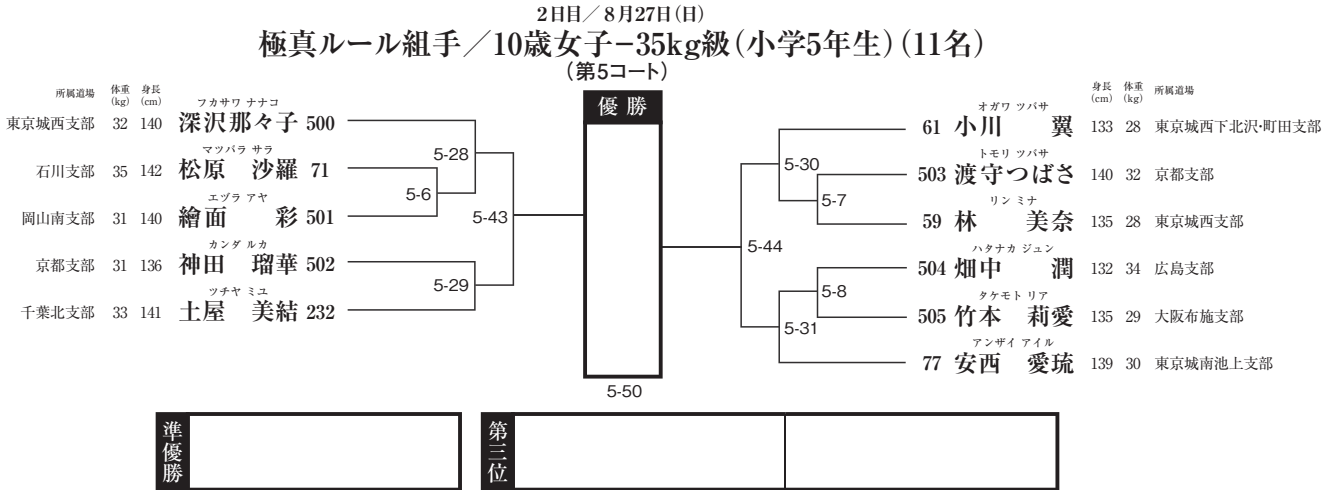 2日目／8月27日(日)
極真ルール組手／10歳女子−35kg級(小学5年生)(11名)
(第5コート)
優勝
所属道場 体重(kg) 身長(cm)
フカサワ ナナコ
東京城西支部 32 140 深沢那々子 500
マツバラ サラ
石川支部 35 142 松原 沙羅 71
エヅラ アヤ
岡山南支部 31 140 繪面 彩 501
カンダ ルカ
京都支部 31 136 神田 瑠華 502
ツチヤ ミユ
千葉北支部 33 141 土屋 美結 232
5-28
5-6
5-43
5-29
身長(cm) 体重(kg) 所属道場
オガワ ツバサ
61 小川 翼 133 28 東京城西下北沢・町田支部
トモリ ツバサ
503 渡守つばさ 140 32 京都支部
リン ミナ
59 林 美奈 135 28 東京城西支部
ハタナカ ジュン
504 畑中 潤 132 34 広島支部
タケモト リア
505 竹本 莉愛 135 29 大阪布施支部
アンザイ アイル
77 安西 愛琉 139 30 東京城南池上支部
5-30
5-7
5-44
5-8
5-31
5-50
準優勝
第三位